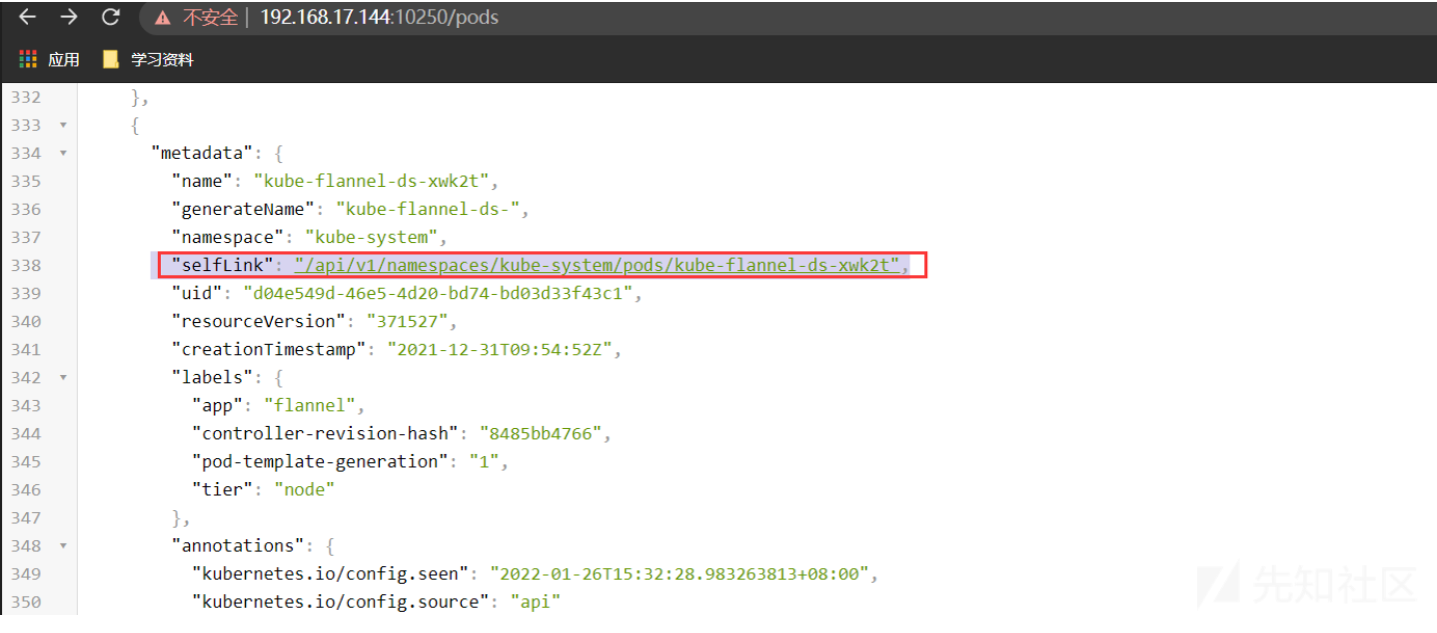 不安全 | 192.168.17.144:10250/pods
应用 学习资料
332 },
333 {
334 "metadata": {
335 "name": "kube-flannel-ds-xwk2t",
336 "generateName": "kube-flannel-ds-",
337 "namespace": "kube-system",
338 "selfLink": "/api/v1/namespaces/kube-system/pods/kube-flannel-ds-xwk2t",
339 "uid": "d04e549d-46e5-4d20-bd74-bd03d33f43c1",
340 "resourceVersion": "371527",
341 "creationTimestamp": "2021-12-31T09:54:52Z",
342 "labels": {
343 "app": "flannel",
344 "controller-revision-hash": "8485bb4766",
345 "pod-template-generation": "1",
346 "tier": "node"
347 },
348 "annotations": {
349 "kubernetes.io/config.seen": "2022-01-26T15:32:28.983263813+08:00",
350 "kubernetes.io/config.source": "api"
先知社区